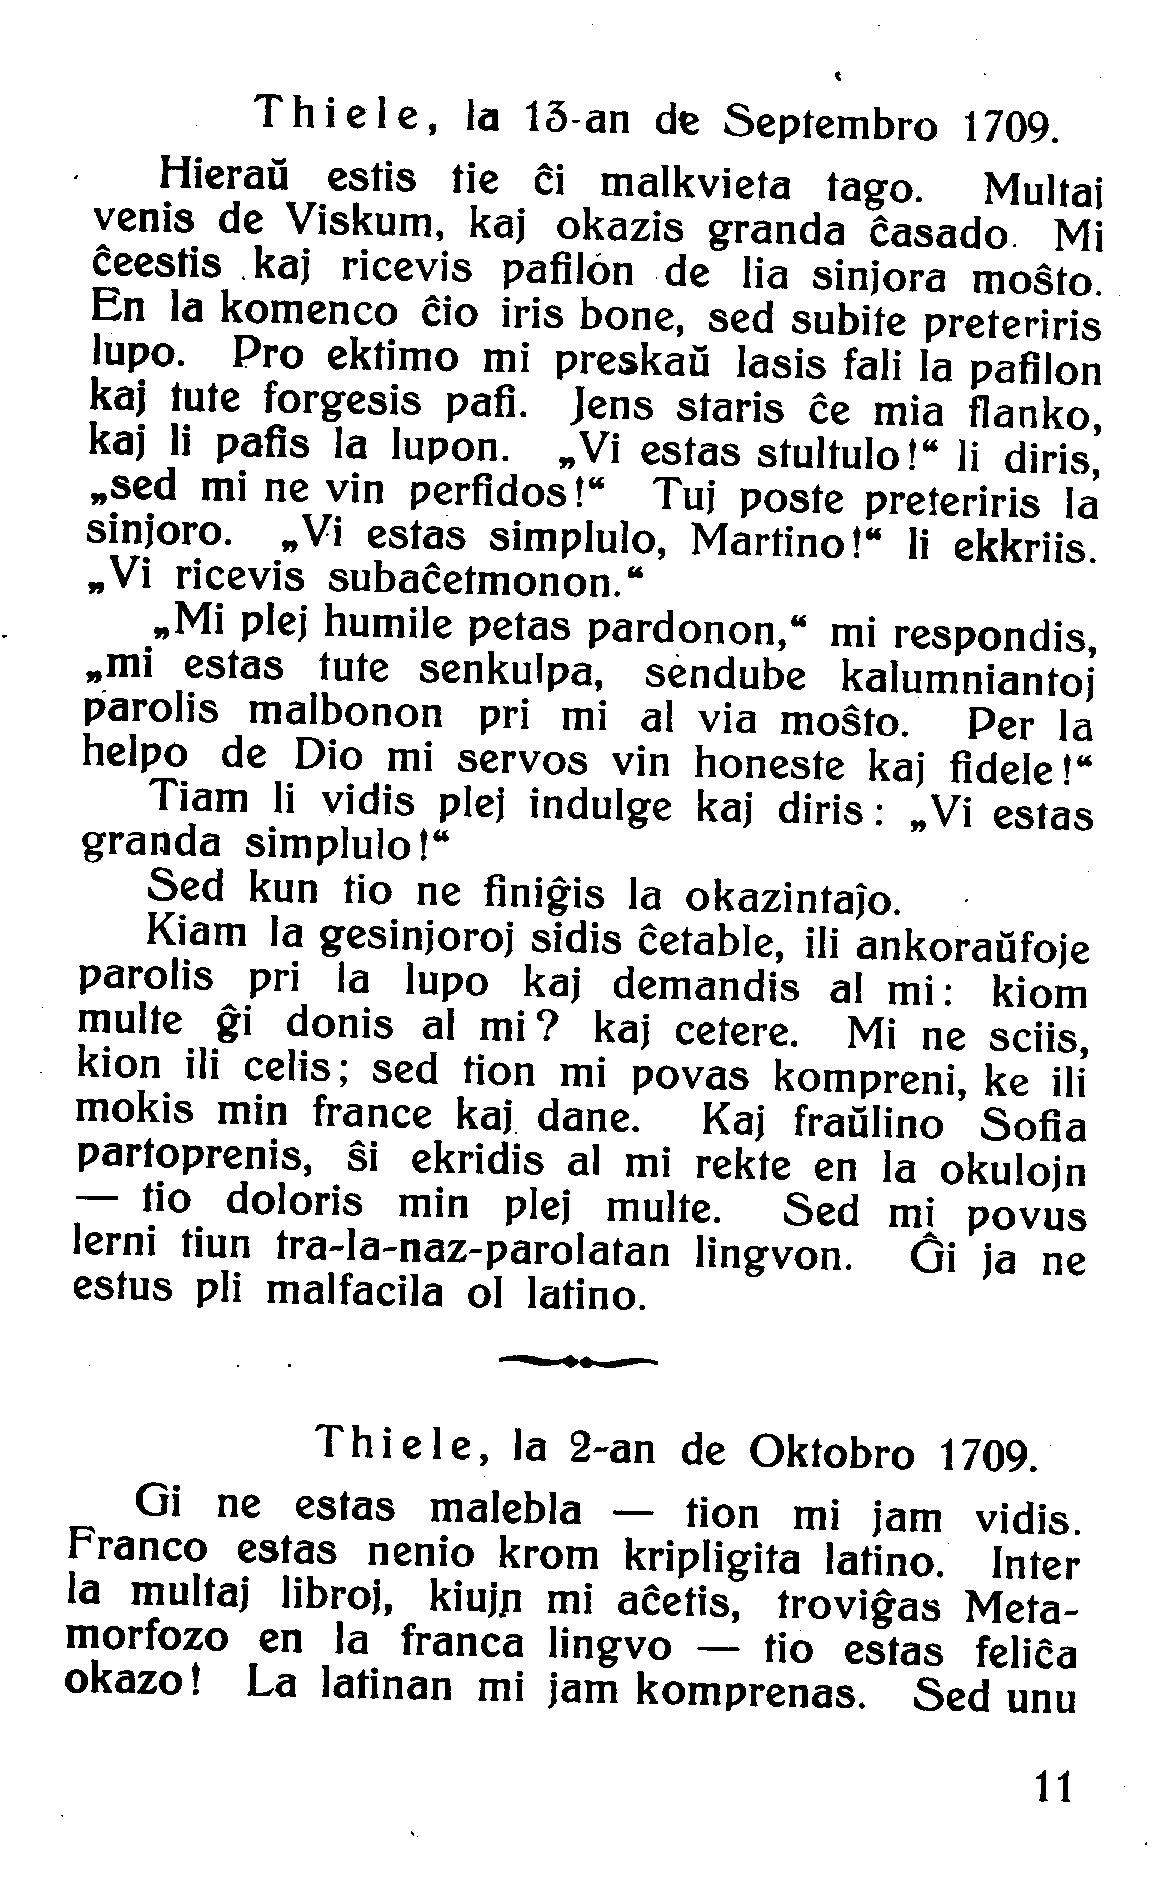 Thiele, la 13-an de Septembro 1709.
Hieraŭ estis tie ĉi malkvieta tago. Multaj
venis de Viskum, kaj okazis granda ĉasado. Mi
ĉeestis kaj ricevis pafilon de lia sinjora moŝto.
En la komenco ĉio iris bone, sed subite preteriris
lupo. Pro ektimo mi preskaŭ lasis fali la pafilon
kaj tute forgesis pafi. Jens staris ĉe mia flanko,
kaj li pafis la lupon. „Vi estas stultulo!“ li diris,
„sed mi ne vin perfidos!“ Tuj poste preteriris la
sinjoro. „Vi estas simplulo, Martino!“ li ekkriis.
„Vi ricevis subaĉetmonon.“
„Mi plej humile petas pardonon,“ mi respondis,
„mi estas tute senkulpa, sendube kalumniantoj
parolis malbonon pri mi al via moŝto. Per la
helpo de Dio mi servos vin honeste kaj fidele!“
Tiam li vidis plej indulge kaj diris: „Vi estas
granda simplulo!“
Sed kun tio ne finiĝis la okazintaĵo.
Kiam la gesinjoroj sidis ĉetable, ili ankoraŭfoje
parolis pri la lupo kaj demandis al mi: kiom
multe ĝi donis al mi? kaj cetere. Mi ne sciis,
kion ili celis; sed tion mi povas kompreni, ke ili
mokis min france kaj dane. Kaj fraŭlino Sofia
partoprenis, ŝi ekridis al mi rekte en la okulojn
— tio doloris min plej multe. Sed mi povus
lerni tiun tra-la-naz-parolatan lingvon. Ĝi ja ne
estus pli malfacila ol latino.
Thiele, la 2-an de Oktobro 1709.
Gi ne estas malebla — tion mi jam vidis.
Franco estas nenio krom kripligita latino. Inter
la multaj libroj, kiujn mi aĉetis, troviĝas Meta-
morfozo en la franca lingvo — tio estas feliĉa
okazo! La latinan mi jam komprenas. Sed unu
11